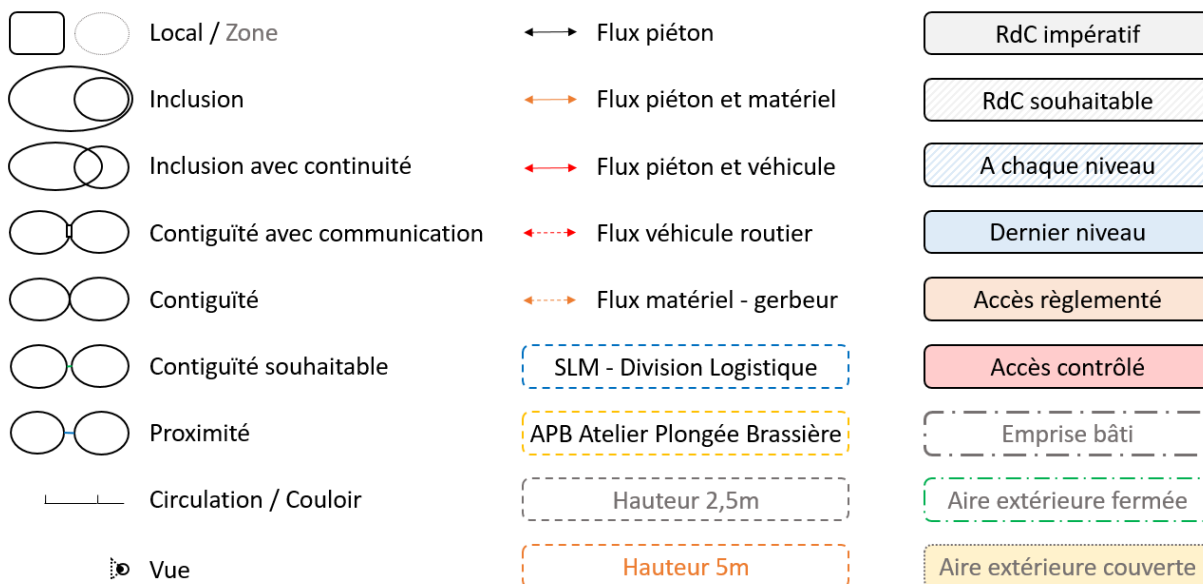 Local / Zone
Flux piéton
RdC impératif
Inclusion
Flux piéton et matériel
RdC souhaitable
Inclusion avec continuité
Flux piéton et véhicule
A chaque niveau
Contiguïté avec communication
Flux véhicule routier
Dernier niveau
Contiguïté
Flux matériel - gerbeur
Accès règlementé
Contiguïté souhaitable
SLM - Division Logistique
Accès contrôlé
Proximité
APB Atelier Plongée Brassière
Emprise bâti
Circulation / Couloir
Hauteur 2,5m
Aire extérieure fermée
Vue
Hauteur 5m
Aire extérieure couverte